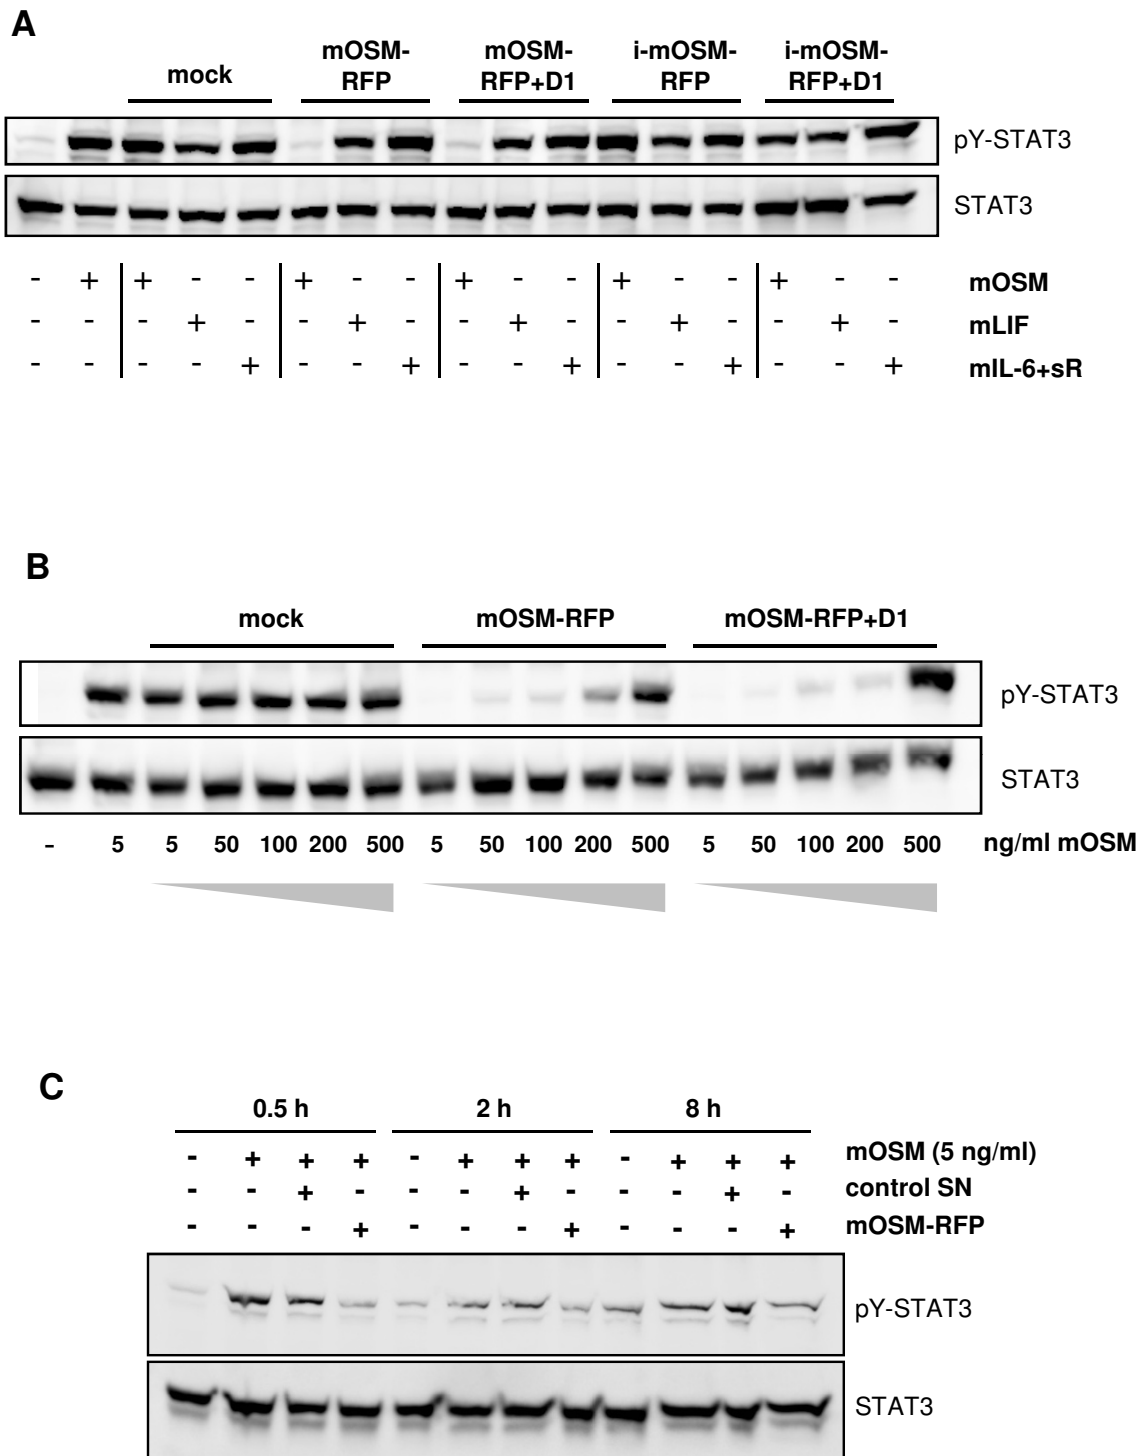 A
mock
mOSM-
RFP
mOSM-
RFP+D1
i-mOSM-
RFP
i-mOSM-
RFP+D1
pY-STAT3
STAT3
- + + - - + - - + - - + - - + - - mOSM
- - - + - - + - - + - - + - - + - mLIF
- - - - + - - + - - + - - + - - + mIL-6+sR
B
mock mOSM-RFP mOSM-RFP+D1
pY-STAT3
STAT3
- 5 5 50 100 200 500 5 50 100 200 500 5 50 100 200 500 ng/ml mOSM
C
0.5 h 2 h 8 h
- + + + - + + + - + + + mOSM (5 ng/ml)
- - + - - - + - - - + - control SN
- - - + - - - + - - - + mOSM-RFP
pY-STAT3
STAT3